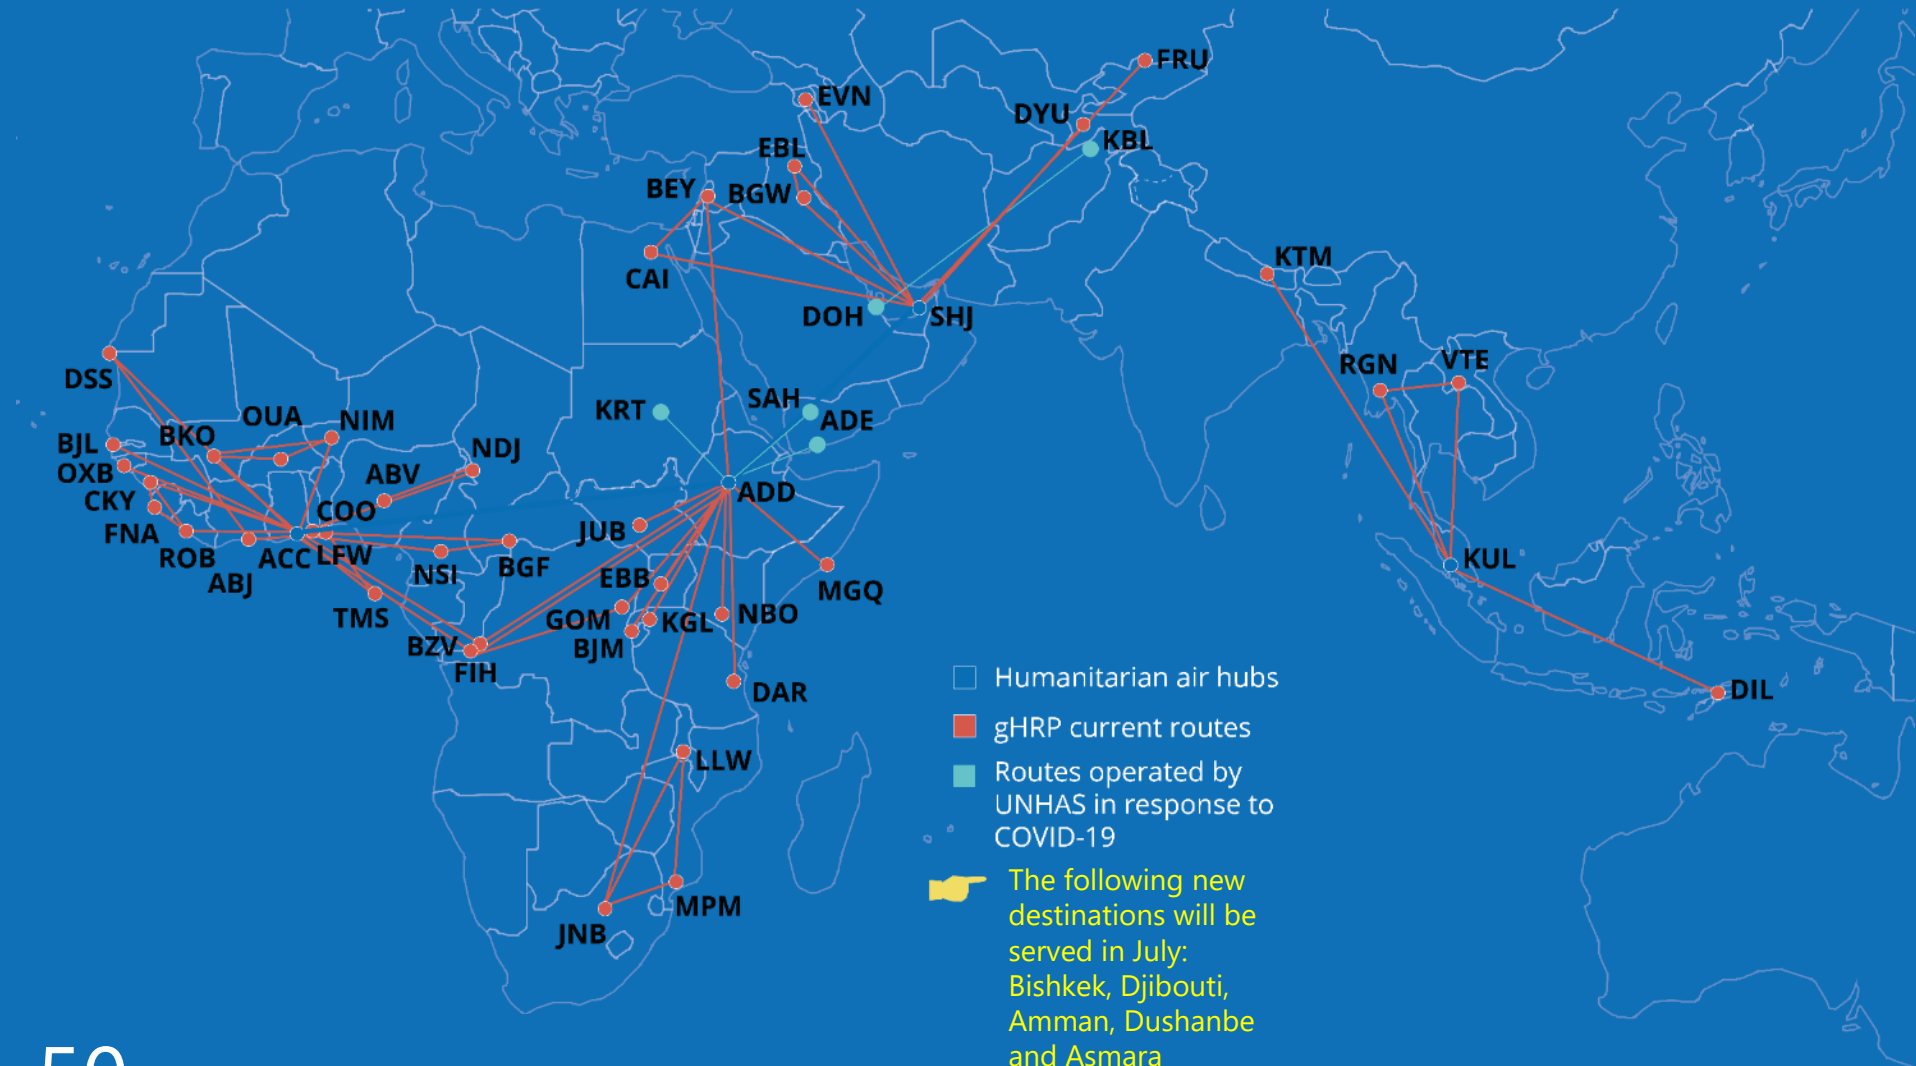 FRU
EVN
DYU
KBL
EBL
BEY
BGW
KTM
CAI
DOH
SHJ
RGN
VTE
DSS
KRT
SAH
ADE
OUA
NIM
BJL
BKO
NDJ
OXB
ABV
CKY
ADD
COO
FNA
JUB
ROB
ACC
LFW
KUL
ABJ
NSI
BGF
EBB
MGQ
TMS
GOM
KGL
NBO
BZV
BJM
FIH
DAR
DIL
LLW
MPM
JNB
Humanitarian air hubs
gHRP current routes
Routes operated by
UNHAS in response to
COVID-19
The following new
destinations will be
served in July:
Bishkek, Djibouti,
Amman, Dushanbe
and Asmara